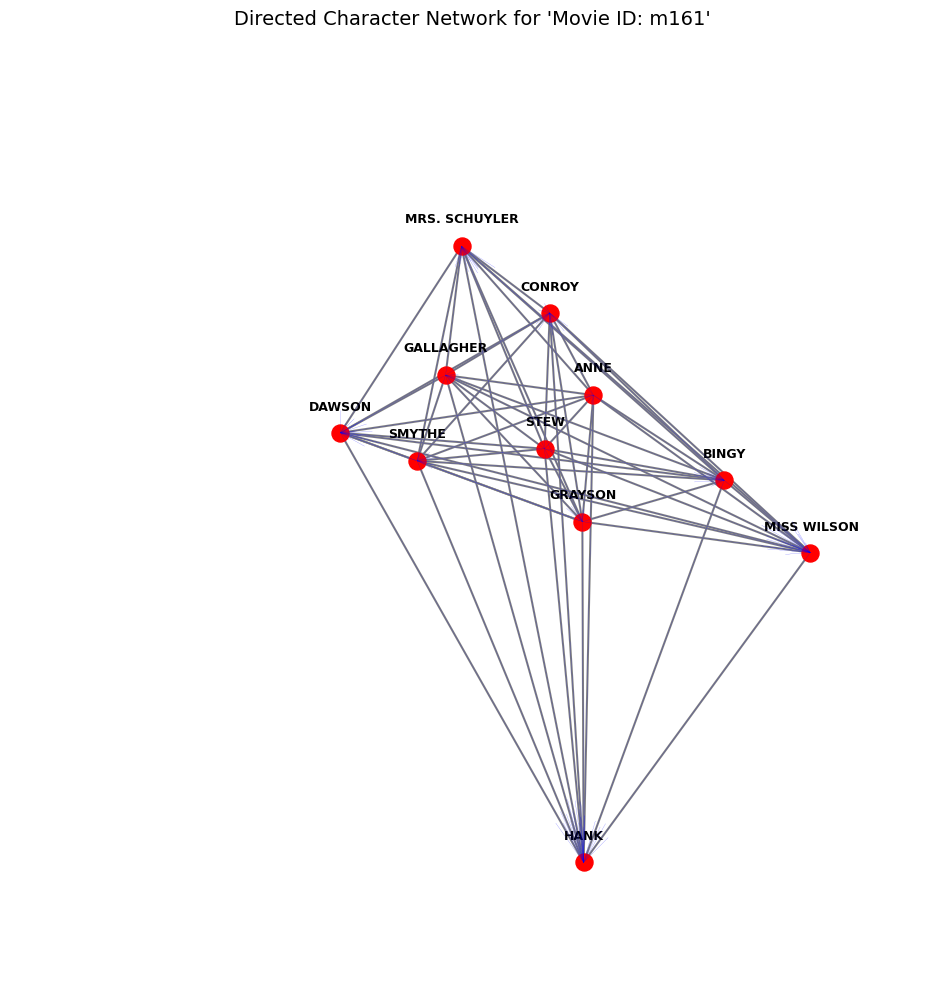 Directed Character Network for 'Movie ID: m161'
MRS. SCHUYLER
CONROY
GALLAGHER
ANNE
DAWSON
STEW
SMYTHE
BINGY
GRAYSON
MISS WILSON
HANK